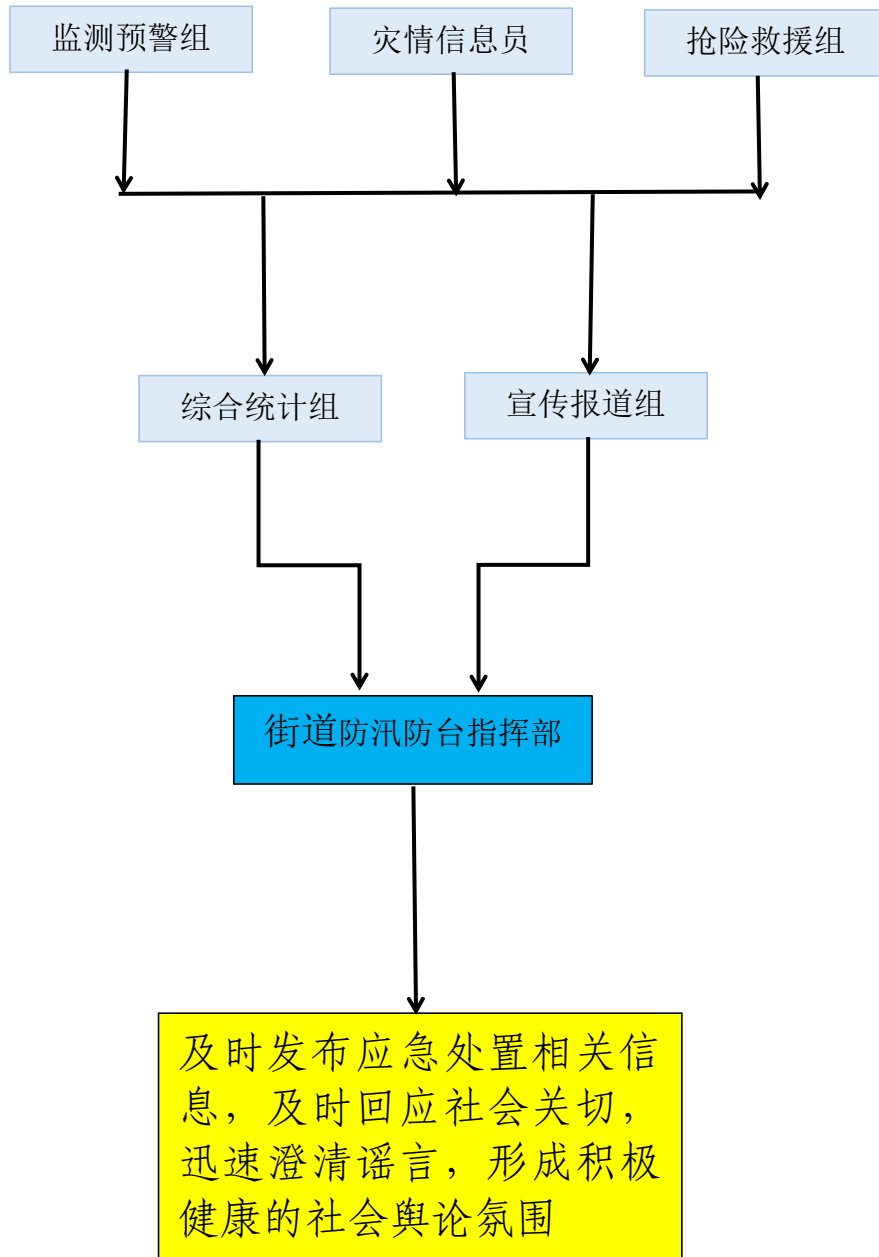 监测预警组
灾情信息员
抢险救援组
综合统计组
宣传报道组
街道防汛防台指挥部
及时发布应急处置相关信
息，及时回应社会关切，
迅速澄清谣言，形成积极
健康的社会舆论氛围